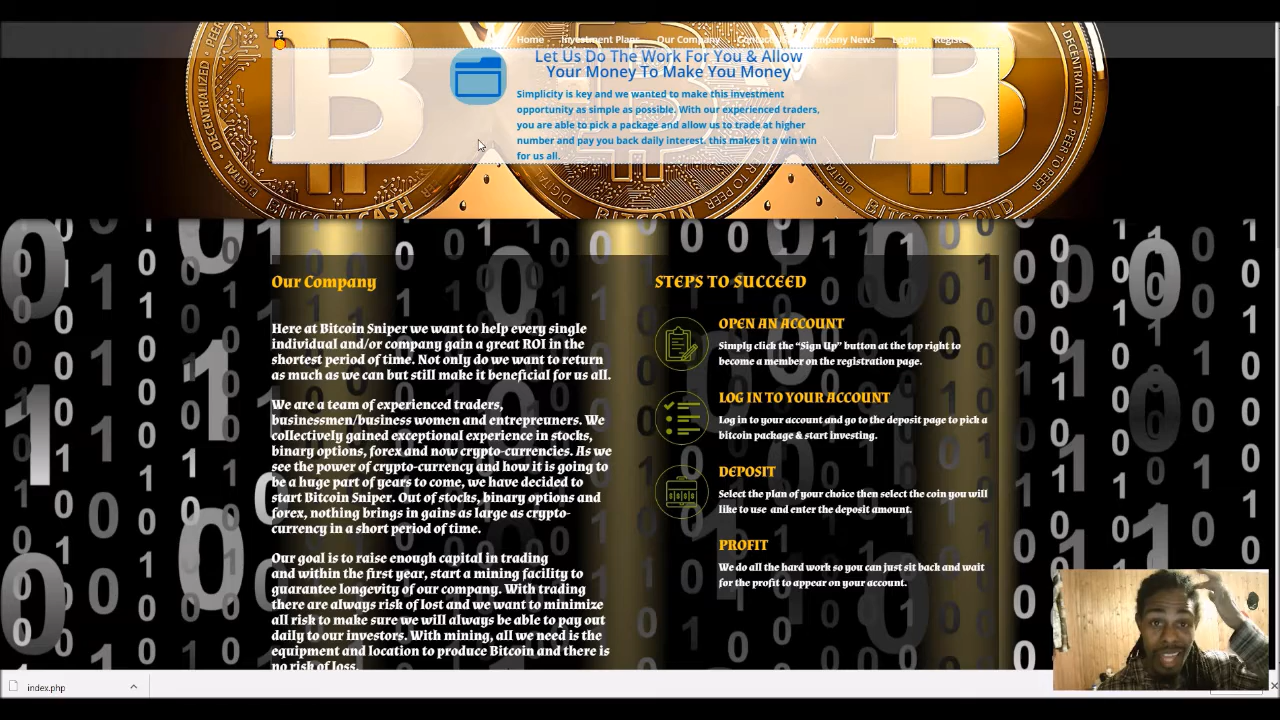 Home Investment Plans Our Company Company News Login
Let Us Do The Work For You & Allow
Your Money To Make You Money
Simplicity is key and we wanted to make this investment
opportunity as simple as possible. With our experienced traders,
you are able to pick a package and allow us to trade at higher
number and pay you back daily interest. this makes it a win win
for us all.
BITCOIN CASH
BITCOIN
BITCOIN GOLD
DECENTRALIZED
DIGITAL
PEER TO PEER
DECENTRALIZED
Our Company
Here at Bitcoin Sniper we want to help every single
individual and/or company gain a great ROI in the
shortest period of time. Not only do we want to return
as much as we can but still make it beneficial for us all.
We are a team of experienced traders,
businessmen/business women and entrepreuners. We
collectively gained exceptional experience in stocks,
binary options, forex and now crypto-currencies. As we
see the power of crypto-currency and how it is going to
be a huge part of years to come, we have decided to
start Bitcoin Sniper. Out of stocks, binary options and
forex, nothing brings in gains as large as crypto-
currency in a short period of time.
Our goal is to raise enough capital in trading
and within the first year, start a mining facility to
guarantee longevity of our company. With trading
there are always risk of lost and we want to minimize
all risk to make sure we will always be able to pay out
daily to our investors. With mining, all we need is the
equipment and location to produce Bitcoin and there is
no risk of loss.
STEPS TO SUCCEED
OPEN AN ACCOUNT
Simply click the “Sign Up” button at the top right to
become a member on the registration page.
LOG IN TO YOUR ACCOUNT
Log in to your account and go to the deposit page to pick a
bitcoin package & start investing.
DEPOSIT
Select the plan of your choice then select the coin you will
like to use and enter the deposit amount.
PROFIT
We do all the hard work so you can just sit back and wait
for the profit to appear on your account.
index.php